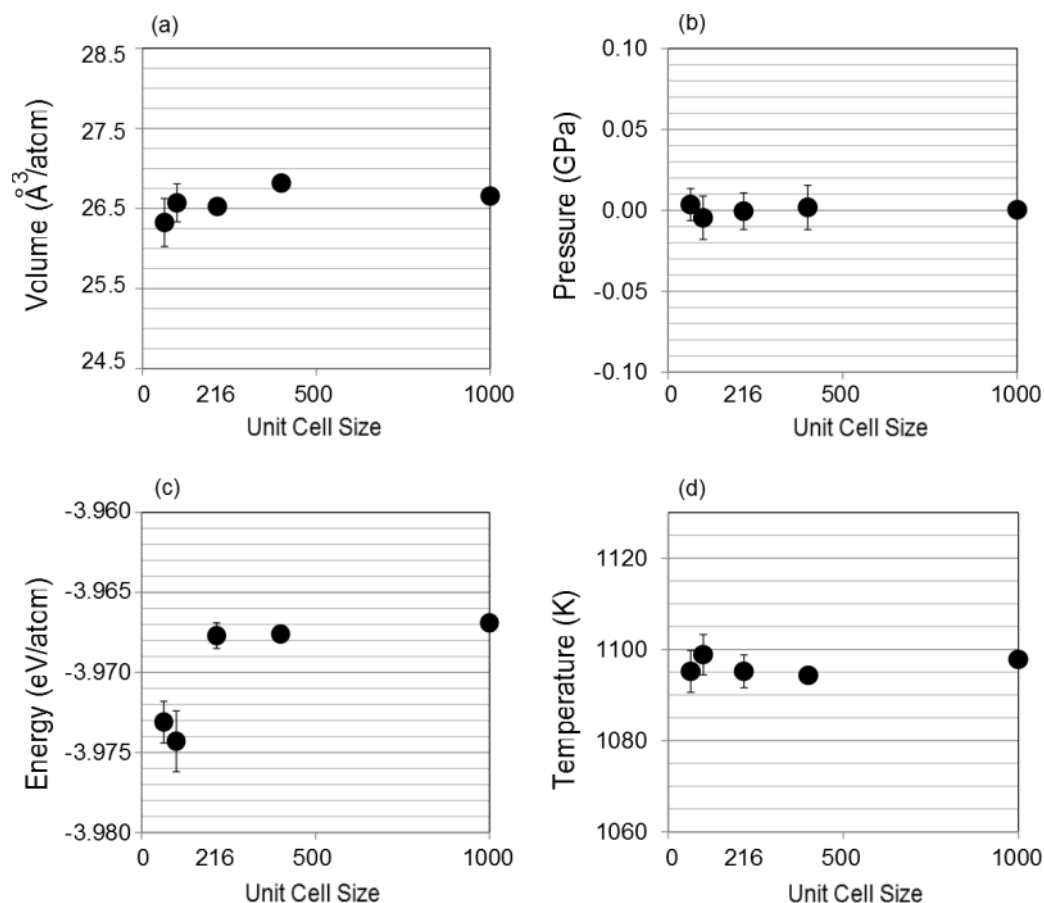 (a)
Volume (Å3/atom)
28.5
27.5
26.5
25.5
24.5
0 216 500 1000
Unit Cell Size
(b)
Pressure (GPa)
0.10
0.05
0.00
-0.05
-0.10
0 216 500 1000
Unit Cell Size
(c)
Energy (eV/atom)
-3.960
-3.965
-3.970
-3.975
-3.980
0 216 500 1000
Unit Cell Size
(d)
Temperature (K)
1120
1100
1080
1060
0 216 500 1000
Unit Cell Size